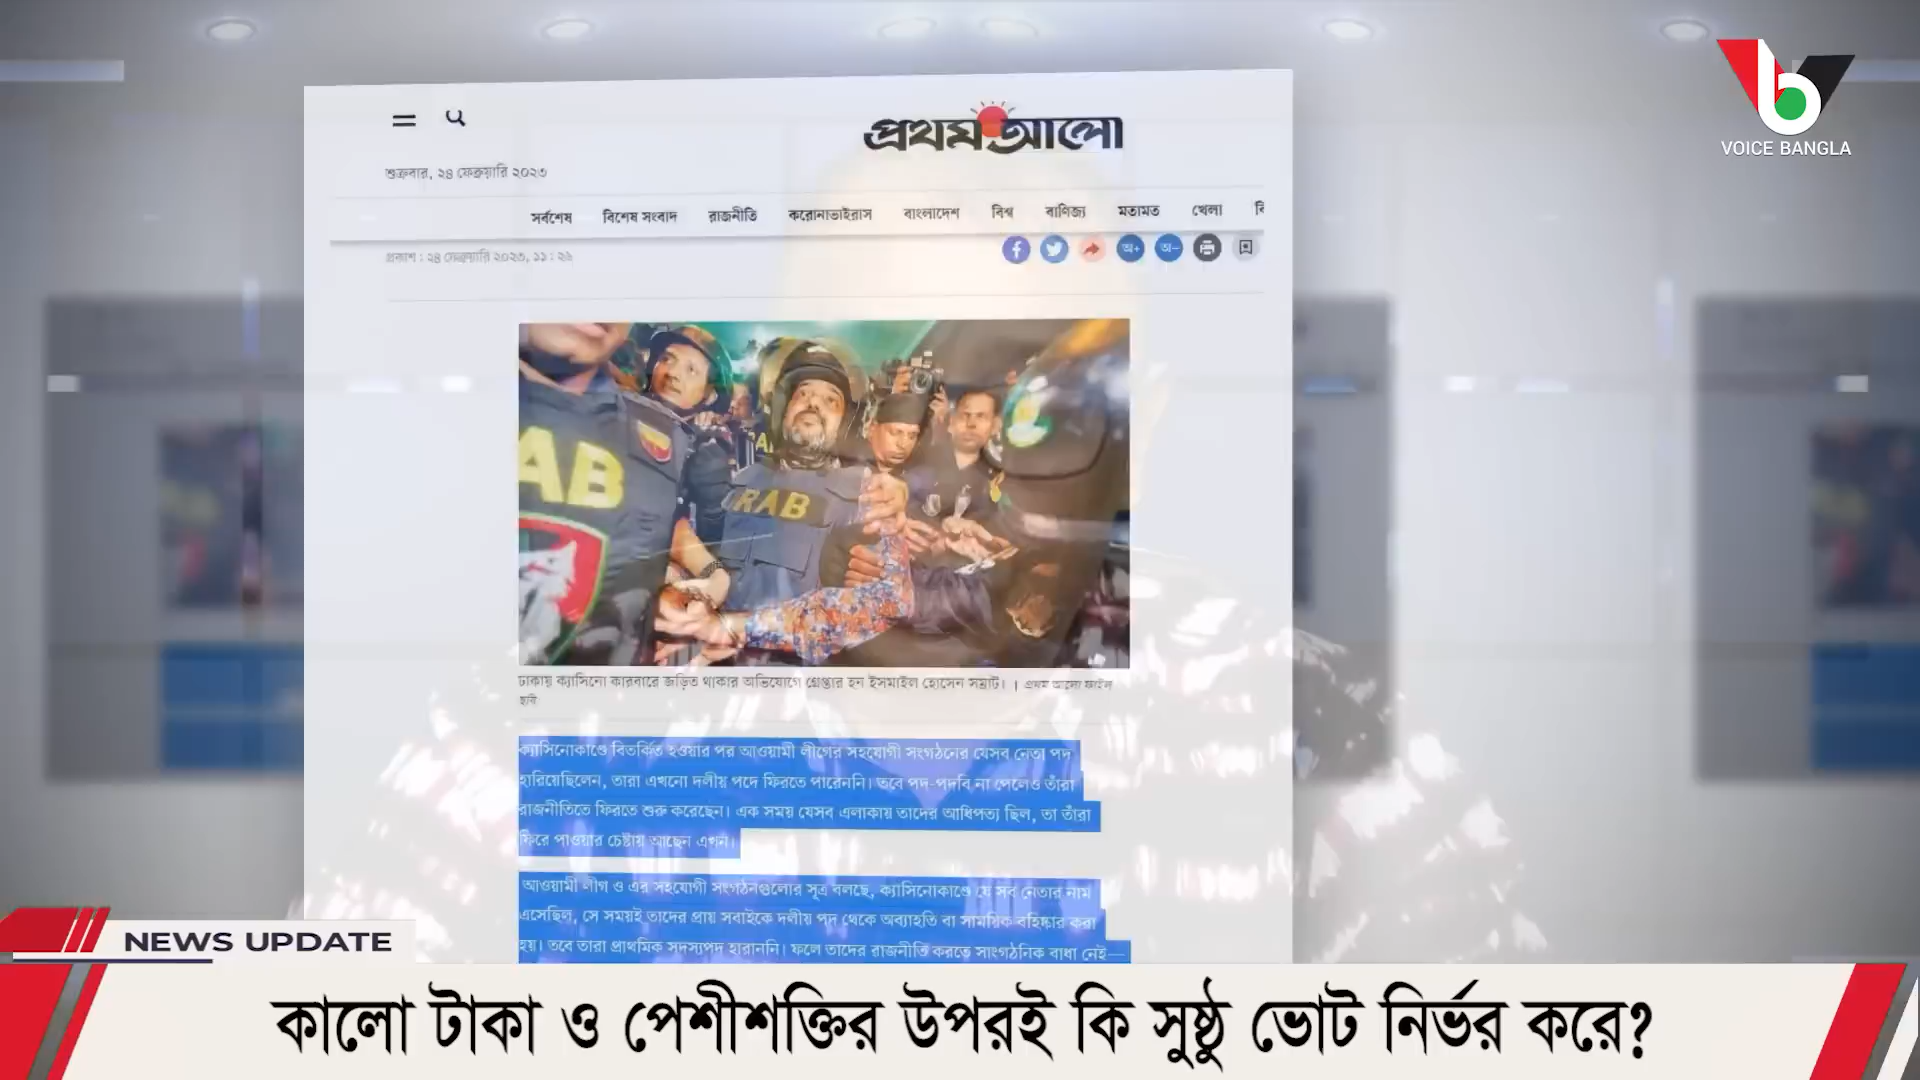 VOICE BANGLA
প্রথম আলো
শুক্রবার, ২৪ ফেব্রুয়ারি ২০২৩
সর্বশেষ বিশেষ সংবাদ রাজনীতি করোনাভাইরাস বাংলাদেশ বিশ্ব বাণিজ্য মতামত খেলা বি
প্রকাশ : ২৪ ফেব্রুয়ারি ২০২৩, ১১ : ২৬
অ+ অ–
AB
RAB
ঢাকায় ক্যাসিনো কারবারে জড়িত থাকার অভিযোগে গ্রেপ্তার হন ইসমাইল হোসেন সম্রাট। । প্রথম আলো ফাইল
ছবি
ক্যাসিনোকাণ্ডে বিতর্কিত হওয়ার পর আওয়ামী লীগের সহযোগী সংগঠনের যেসব নেতা পদ
হারিয়েছিলেন, তারা এখনো দলীয় পদে ফিরতে পারেননি। তবে পদ-পদবি না পেলেও তাঁরা
রাজনীতিতে ফিরতে শুরু করেছেন। এক সময় যেসব এলাকায় তাদের আধিপত্য ছিল, তা তাঁরা
ফিরে পাওয়ার চেষ্টায় আছেন এখন।
আওয়ামী লীগ ও এর সহযোগী সংগঠনগুলোর সূত্র বলছে, ক্যাসিনোকাণ্ডে যে সব নেতার নাম
এসেছিল, সে সময়ই তাদের প্রায় সবাইকে দলীয় পদ থেকে অব্যাহতি বা সাময়িক বহিষ্কার করা
হয়। তবে তারা প্রাথমিক সদস্যপদ হারাননি। ফলে তাদের রাজনীতি করতে সাংগঠনিক বাধা নেই—
NEWS UPDATE
কালো টাকা ও পেশীশক্তির উপরই কি সুষ্ঠু ভোট নির্ভর করে?